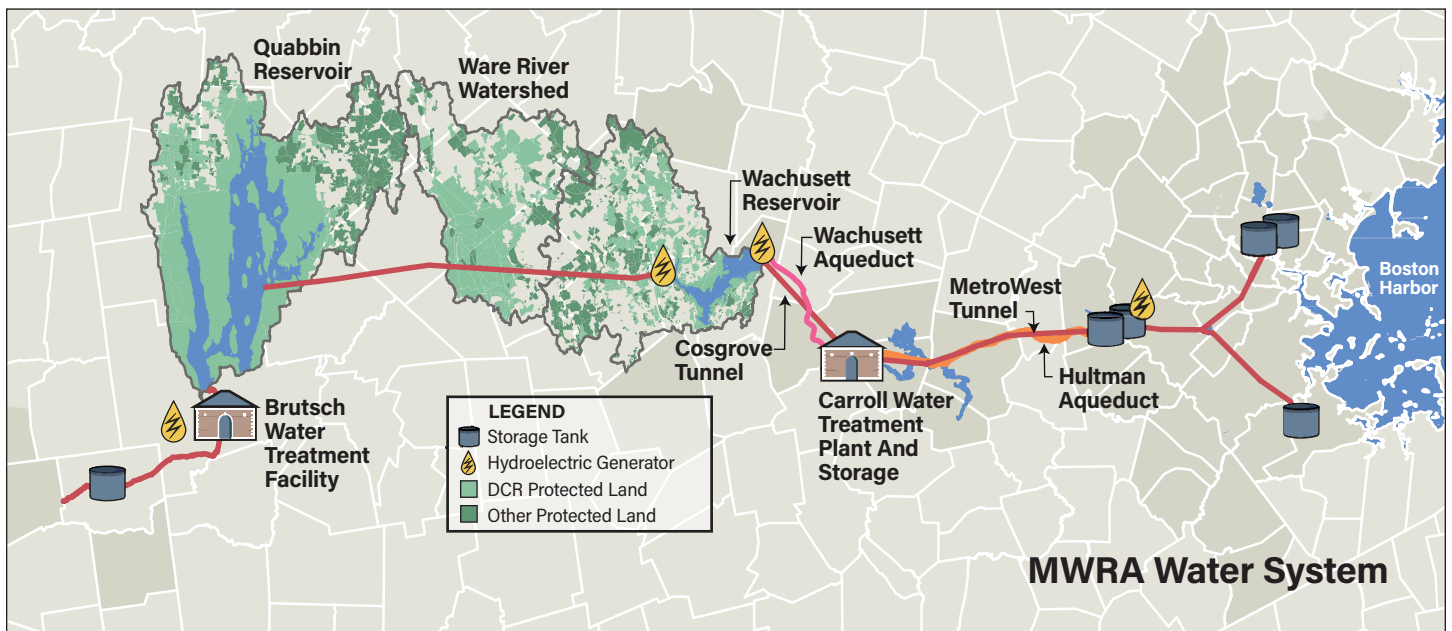 Quabbin
Reservoir
Ware River
Watershed
Wachusett
Reservoir
Wachusett
Aqueduct
MetroWest
Tunnel
Boston
Harbor
Cosgrove
Tunnel
Hultman
Aqueduct
Carroll Water
Treatment
Plant And
Storage
Brutsch
Water
Treatment
Facility
LEGEND
Storage Tank
Hydroelectric Generator
DCR Protected Land
Other Protected Land
MWRA Water System